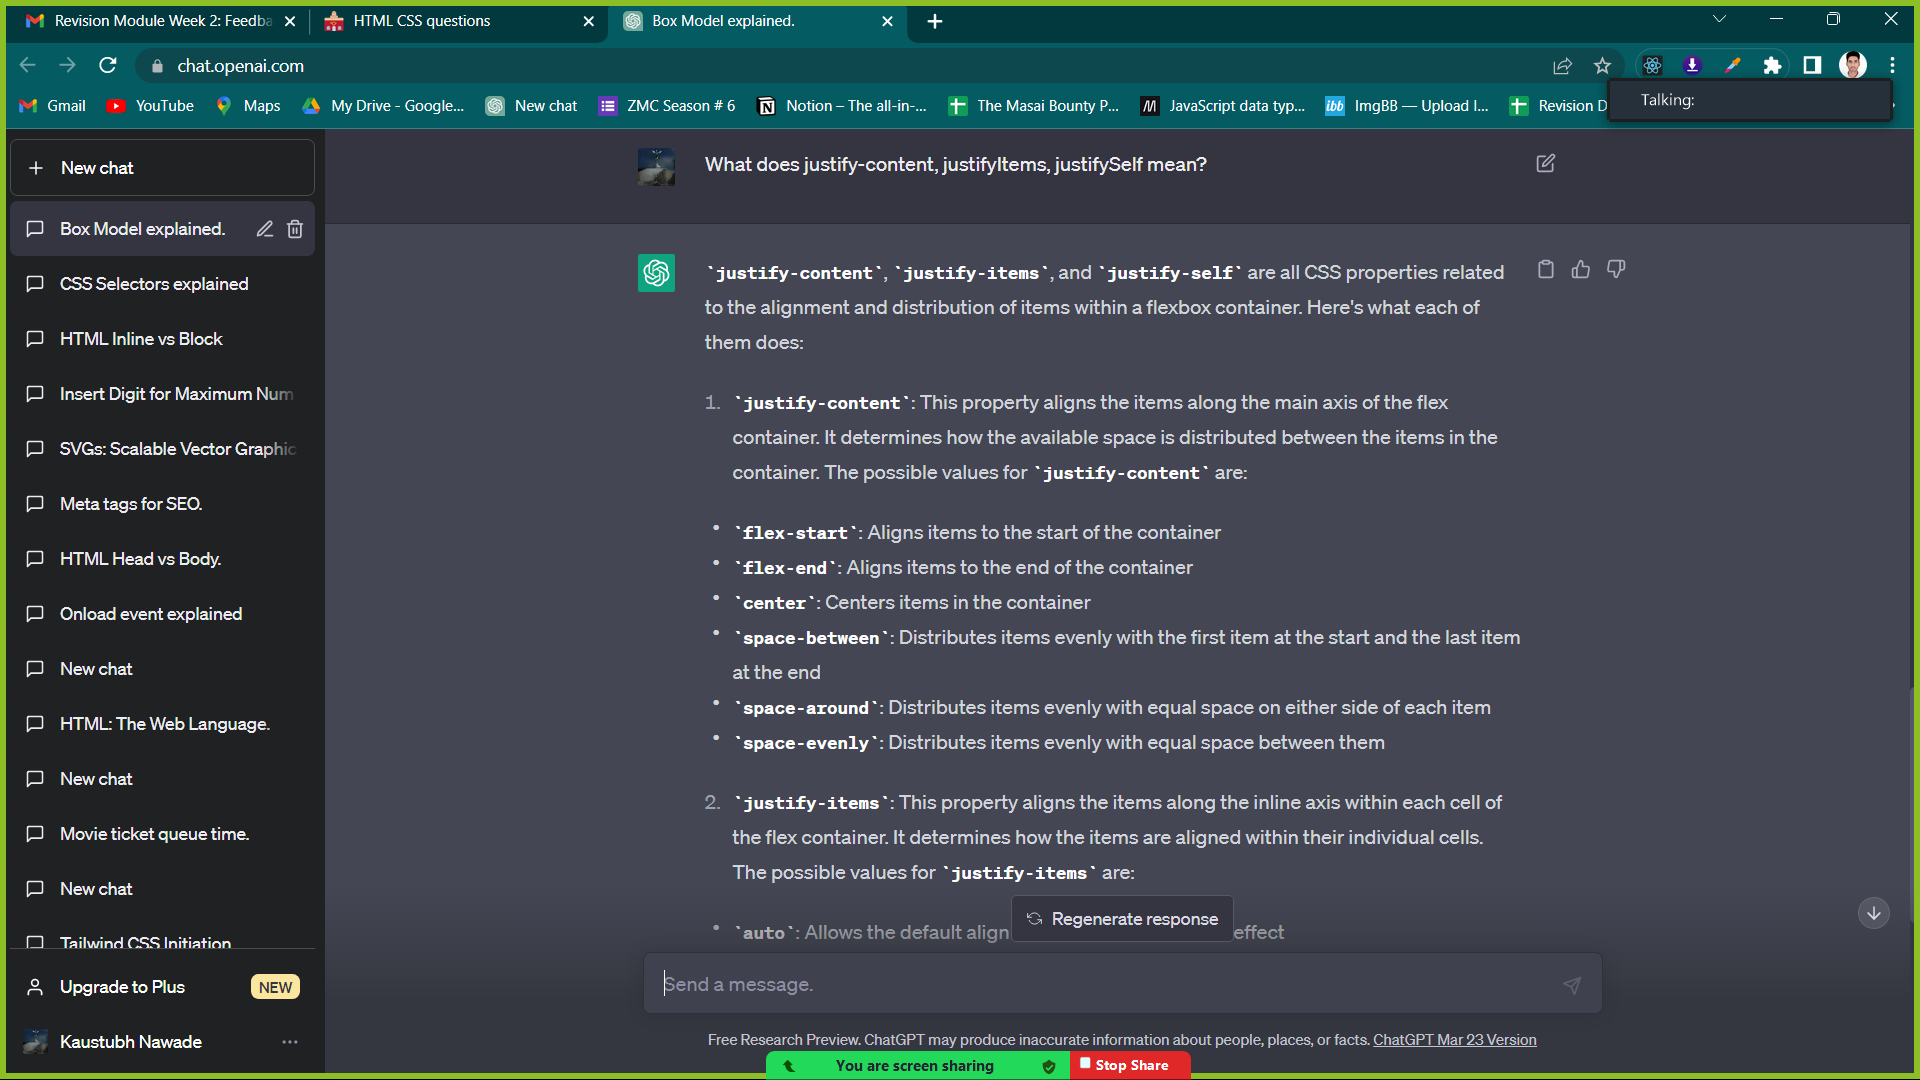 Revision Module Week 2: Feedba
HTML CSS questions
Box Model explained.
chat.openai.com
Gmail
YouTube
Maps
My Drive - Google...
New chat
ZMC Season # 6
Notion – The all-in-...
The Masai Bounty P...
JavaScript data typ...
ibb
ImgBB — Upload I...
Revision D
Talking:
New chat
Box Model explained.
CSS Selectors explained
HTML Inline vs Block
Insert Digit for Maximum Num
SVGs: Scalable Vector Graphic
Meta tags for SEO.
HTML Head vs Body.
Onload event explained
New chat
HTML: The Web Language.
New chat
Movie ticket queue time.
New chat
Tailwind CSS Initiation
Upgrade to Plus
NEW
Kaustubh Nawade
What does justify-content, justifyItems, justifySelf mean?
`justify-content`, `justify-items`, and `justify-self` are all CSS properties related
to the alignment and distribution of items within a flexbox container. Here's what each of
them does:
1. `justify-content`: This property aligns the items along the main axis of the flex
container. It determines how the available space is distributed between the items in the
container. The possible values for `justify-content` are:
• `flex-start`: Aligns items to the start of the container
• `flex-end`: Aligns items to the end of the container
• `center`: Centers items in the container
• `space-between`: Distributes items evenly with the first item at the start and the last item
at the end
• `space-around`: Distributes items evenly with equal space on either side of each item
• `space-evenly`: Distributes items evenly with equal space between them
2. `justify-items`: This property aligns the items along the inline axis within each cell of
the flex container. It determines how the items are aligned within their individual cells.
The possible values for `justify-items` are:
• `auto`: Allows the default align
effect
Regenerate response
Send a message.
Free Research Preview. ChatGPT may produce inaccurate information about people, places, or facts. ChatGPT Mar 23 Version
You are screen sharing
Stop Share